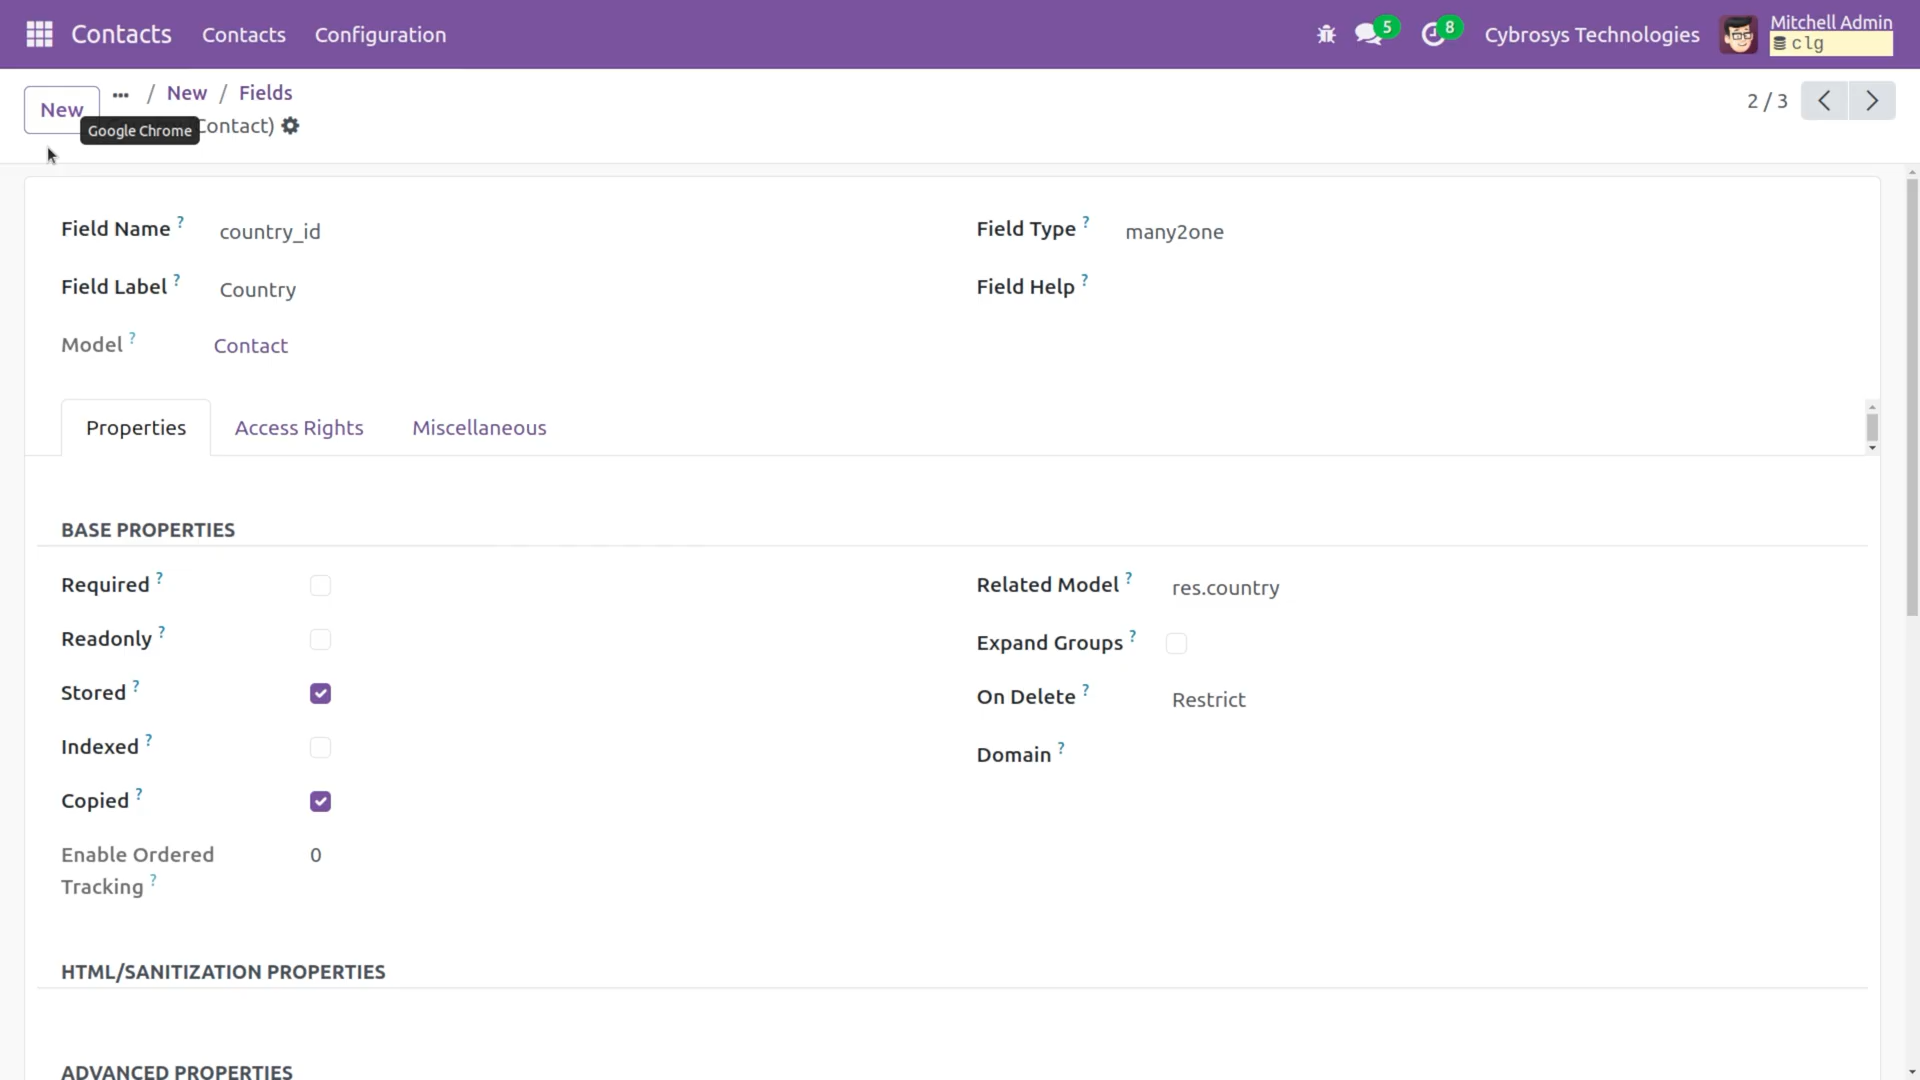 Contacts Contacts Configuration 5 8 Cybrosys Technologies Mitchell Admin
clg
New ... / New / Fields 2 / 3
Contact)
Google Chrome
Field Name ? country_id Field Type ? many2one
Field Label ? Country Field Help ?
Model ? Contact
Properties Access Rights Miscellaneous
BASE PROPERTIES
Required ? Related Model ? res.country
Readonly ? Expand Groups ?
Stored ? On Delete ? Restrict
Indexed ? Domain ?
Copied ?
Enable Ordered 0
Tracking ?
HTML/SANITIZATION PROPERTIES
ADVANCED PROPERTIES